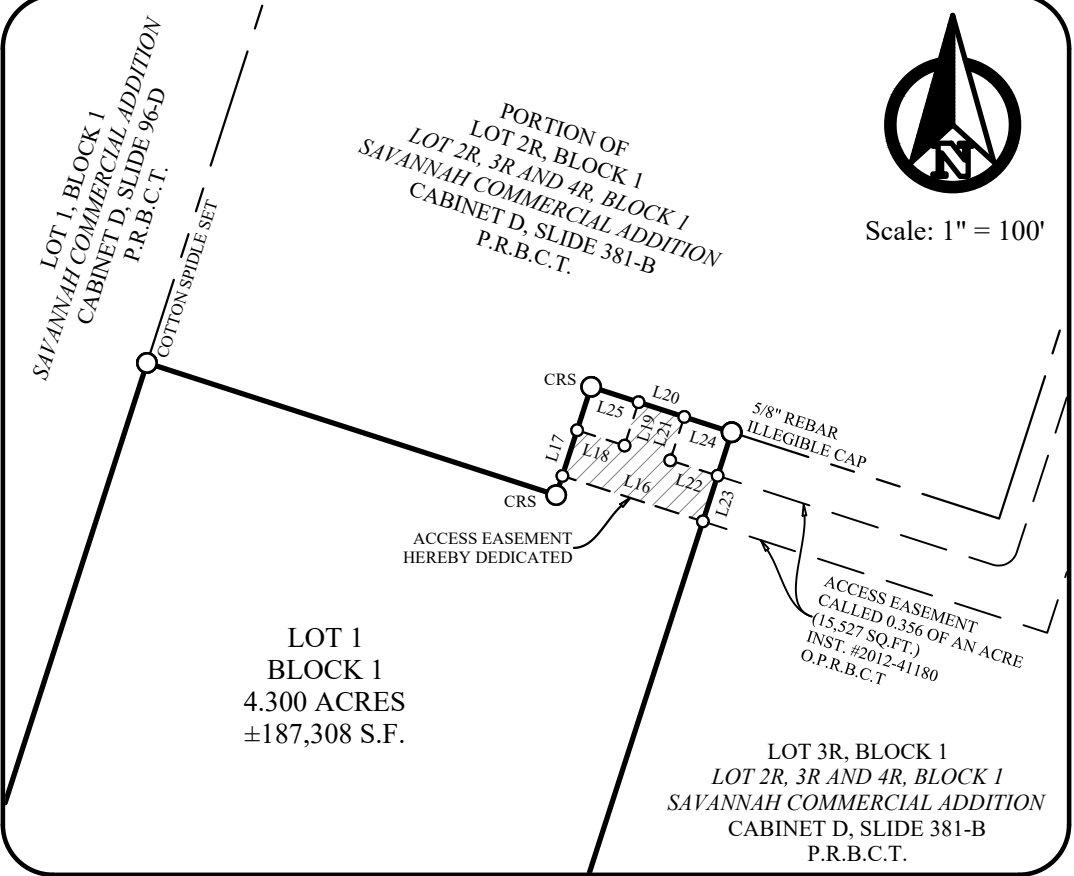 LOT 1, BLOCK 1
SAVANNAH COMMERCIAL ADDITION
CABINET D, SLIDE 96-D
P.R.B.C.T.
COTTON SPIDLE SET
PORTION OF
LOT 2R, BLOCK 1
LOT 2R, 3R AND 4R, BLOCK 1
SAVANNAH COMMERCIAL ADDITION
CABINET D, SLIDE 381-B
P.R.B.C.T.
N
Scale: 1" = 100'
CRS
L20
L25
L19
L21
L24
5/8" REBAR
ILLEGIBLE CAP
L17
L18
L16
L22
L23
CRS
ACCESS EASEMENT
HEREBY DEDICATED
ACCESS EASEMENT
CALLED 0.356 OF AN ACRE
(15,527 SQ.FT.)
INST. #2012-41180
O.P.R.B.C.T
LOT 1
BLOCK 1
4.300 ACRES
±187,308 S.F.
LOT 3R, BLOCK 1
LOT 2R, 3R AND 4R, BLOCK 1
SAVANNAH COMMERCIAL ADDITION
CABINET D, SLIDE 381-B
P.R.B.C.T.